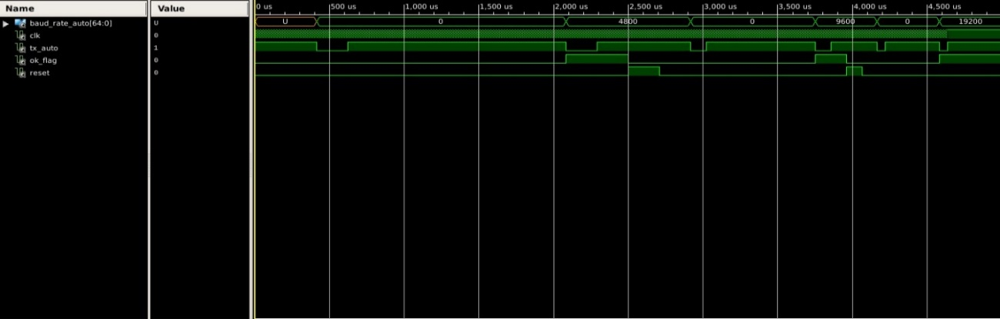 Name Value 0 us 500 us 1,000 us 1,500 us 2,000 us 2,500 us 3,000 us 3,500 us 4,000 us 4,500 us
baud_rate_auto[64:0] U U 0 4800 0 9600 0 19200
clk 0
tx_auto 1
ok_flag 0
reset 0